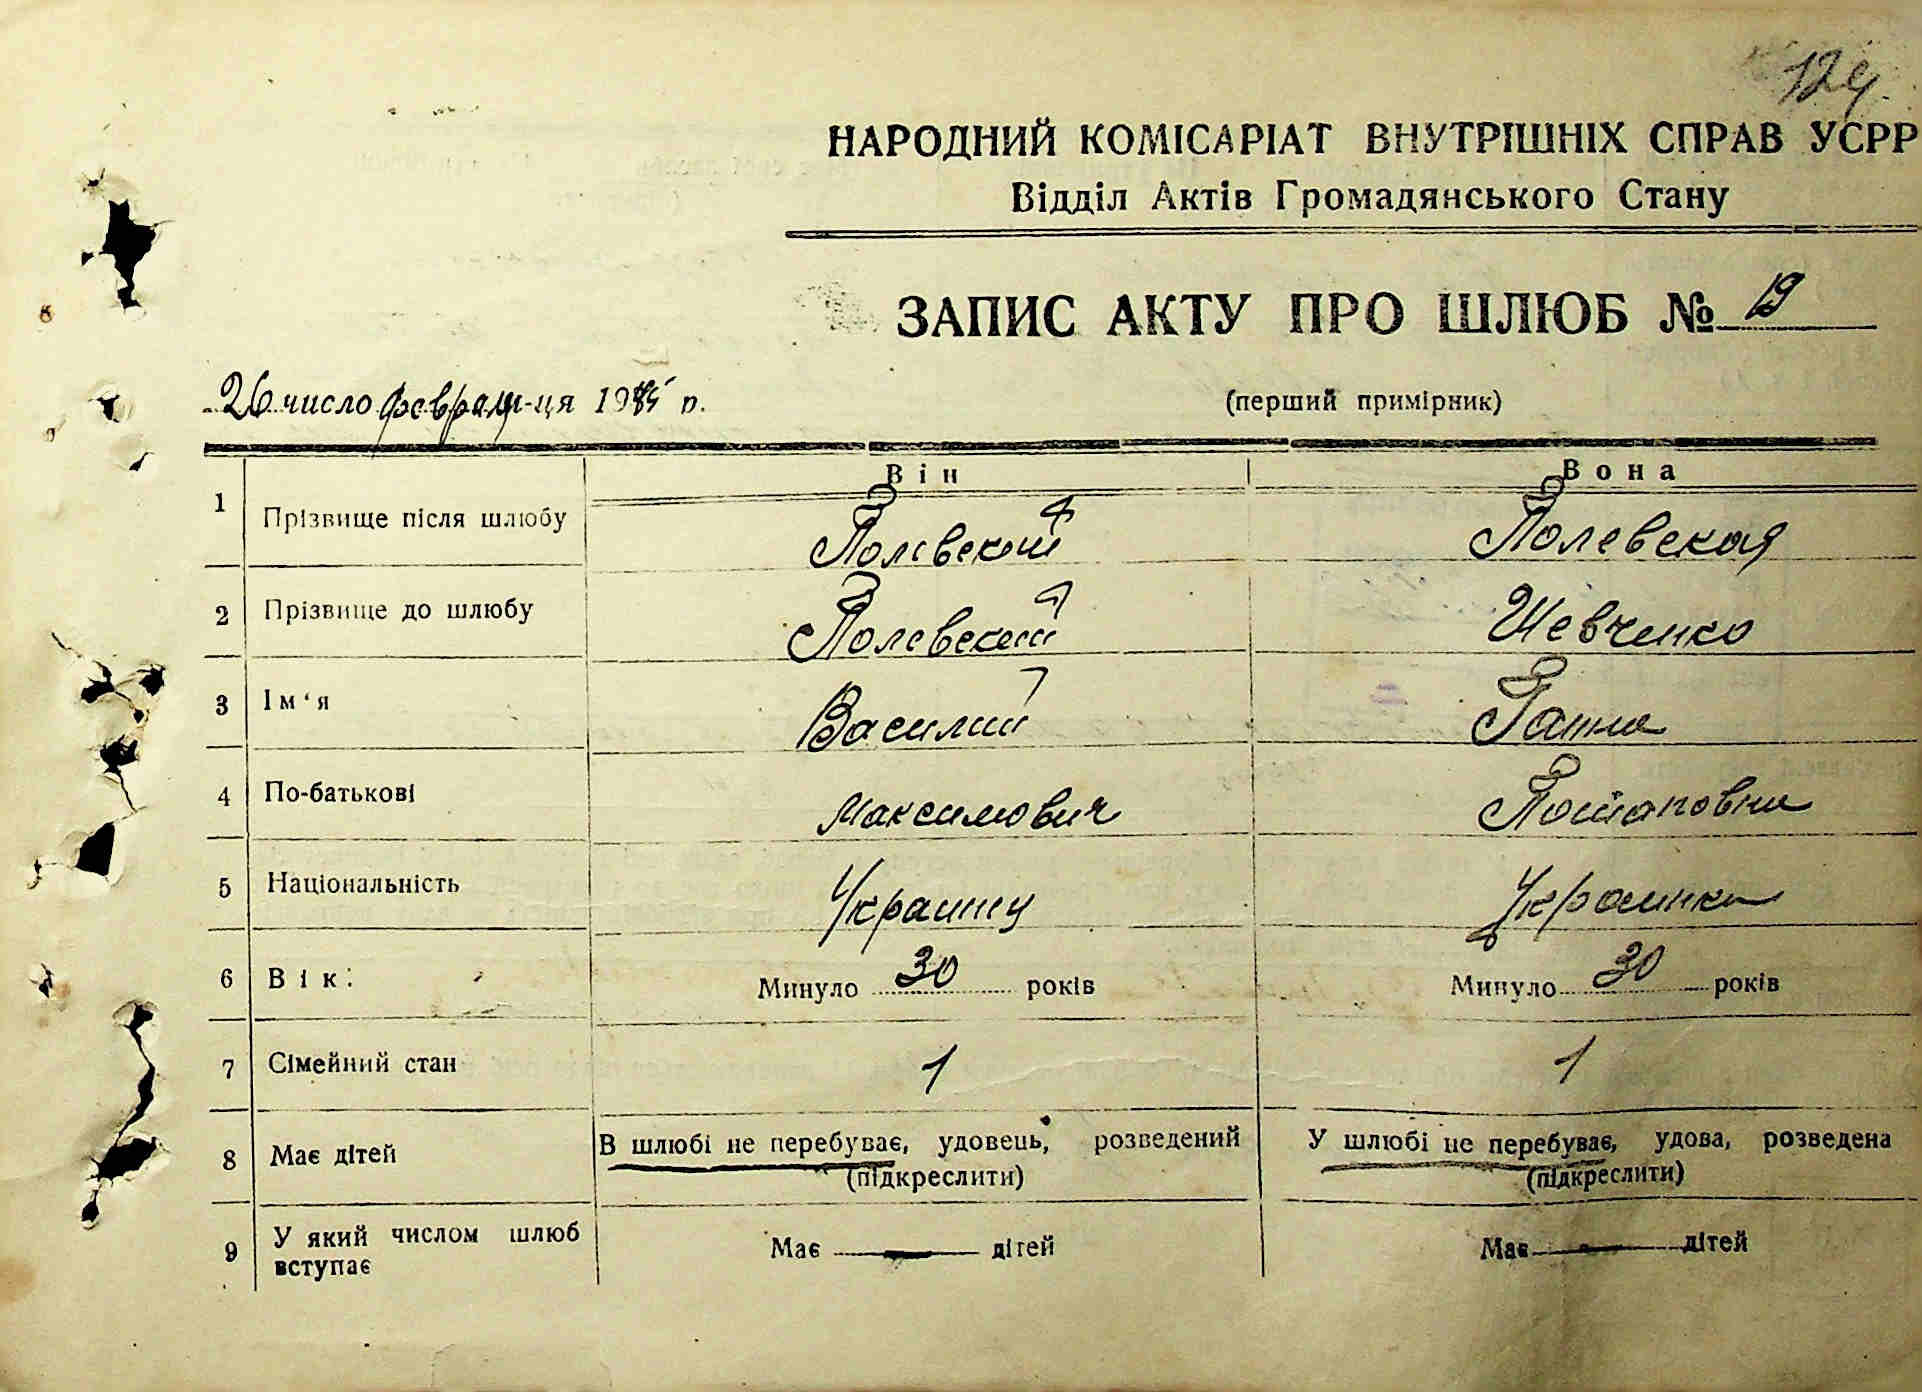 129.
НАРОДНИЙ КОМІСАРІАТ ВНУТРІШНІХ СПРАВ УСРР
Відділ Актів Громадянського Стану
ЗАПИС АКТУ ПРО ШЛЮБ № 19
26 число февраля-ця 1945 р. (перший примірник)
Він Вона
1 Прізвище після шлюбу Полевский Полевская
2 Прізвище до шлюбу Полевский Шевченко
3 Ім'я Василий Ганна
4 По-батькові Максимович Потаповна
5 Національність Украинец Украинка
6 Вік: Минуло 30 років Минуло 30 років
7 Сімейний стан 1 1
8 Має дітей В шлюбі не перебуває, удовець, розведений У шлюбі не перебуває, удова, розведена
(підкреслити) (підкреслити)
9 У який числом шлюб вступає Має — дітей Має — дітей